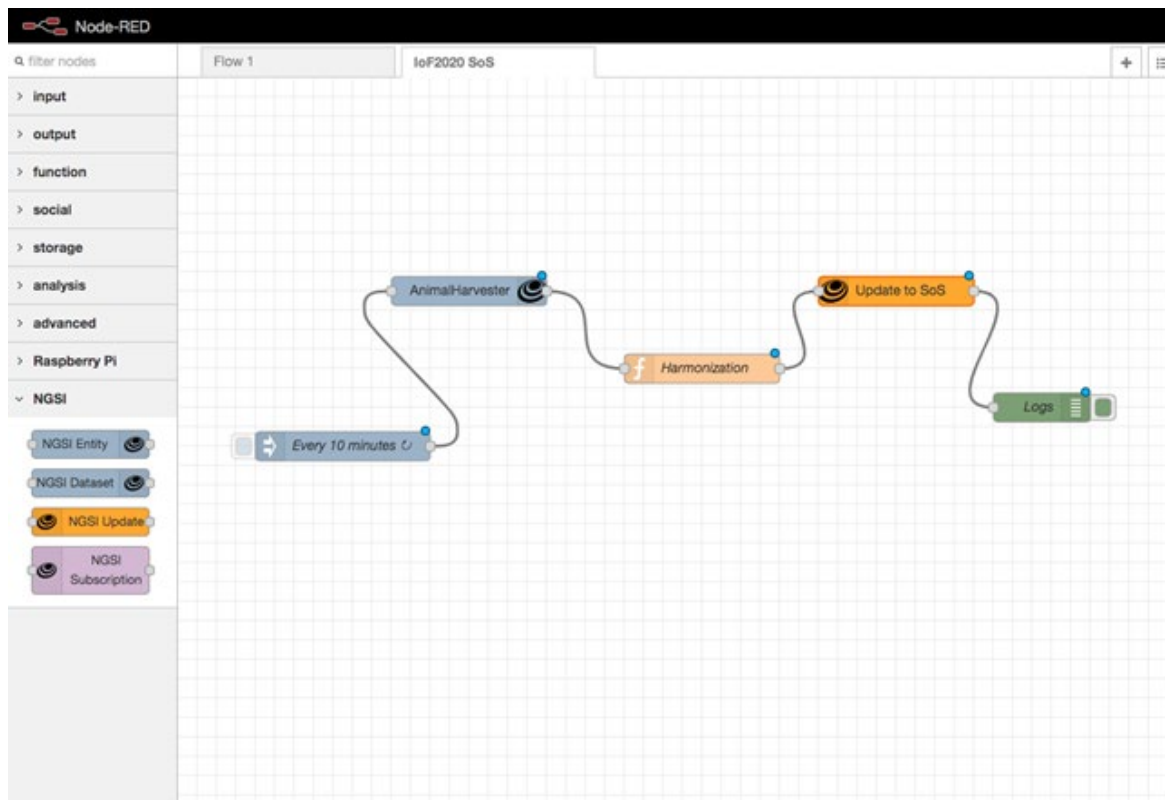 Node-RED
filter nodes
Flow 1
IoF2020 SoS
input
output
function
social
storage
analysis
advanced
Raspberry Pi
NGSI
NGSI Entity
NGSI Dataset
NGSI Update
NGSI
Subscription
AnimalHarvester
Update to SoS
Harmonization
Logs
Every 10 minutes ↻